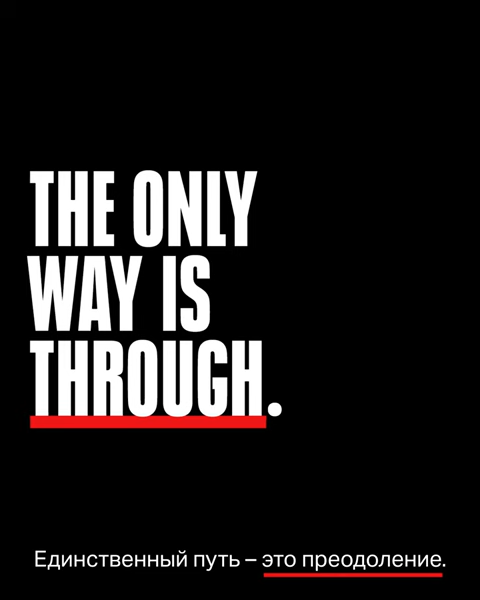 THE ONLY
WAY IS
THROUGH.
Единственный путь – это преодоление.